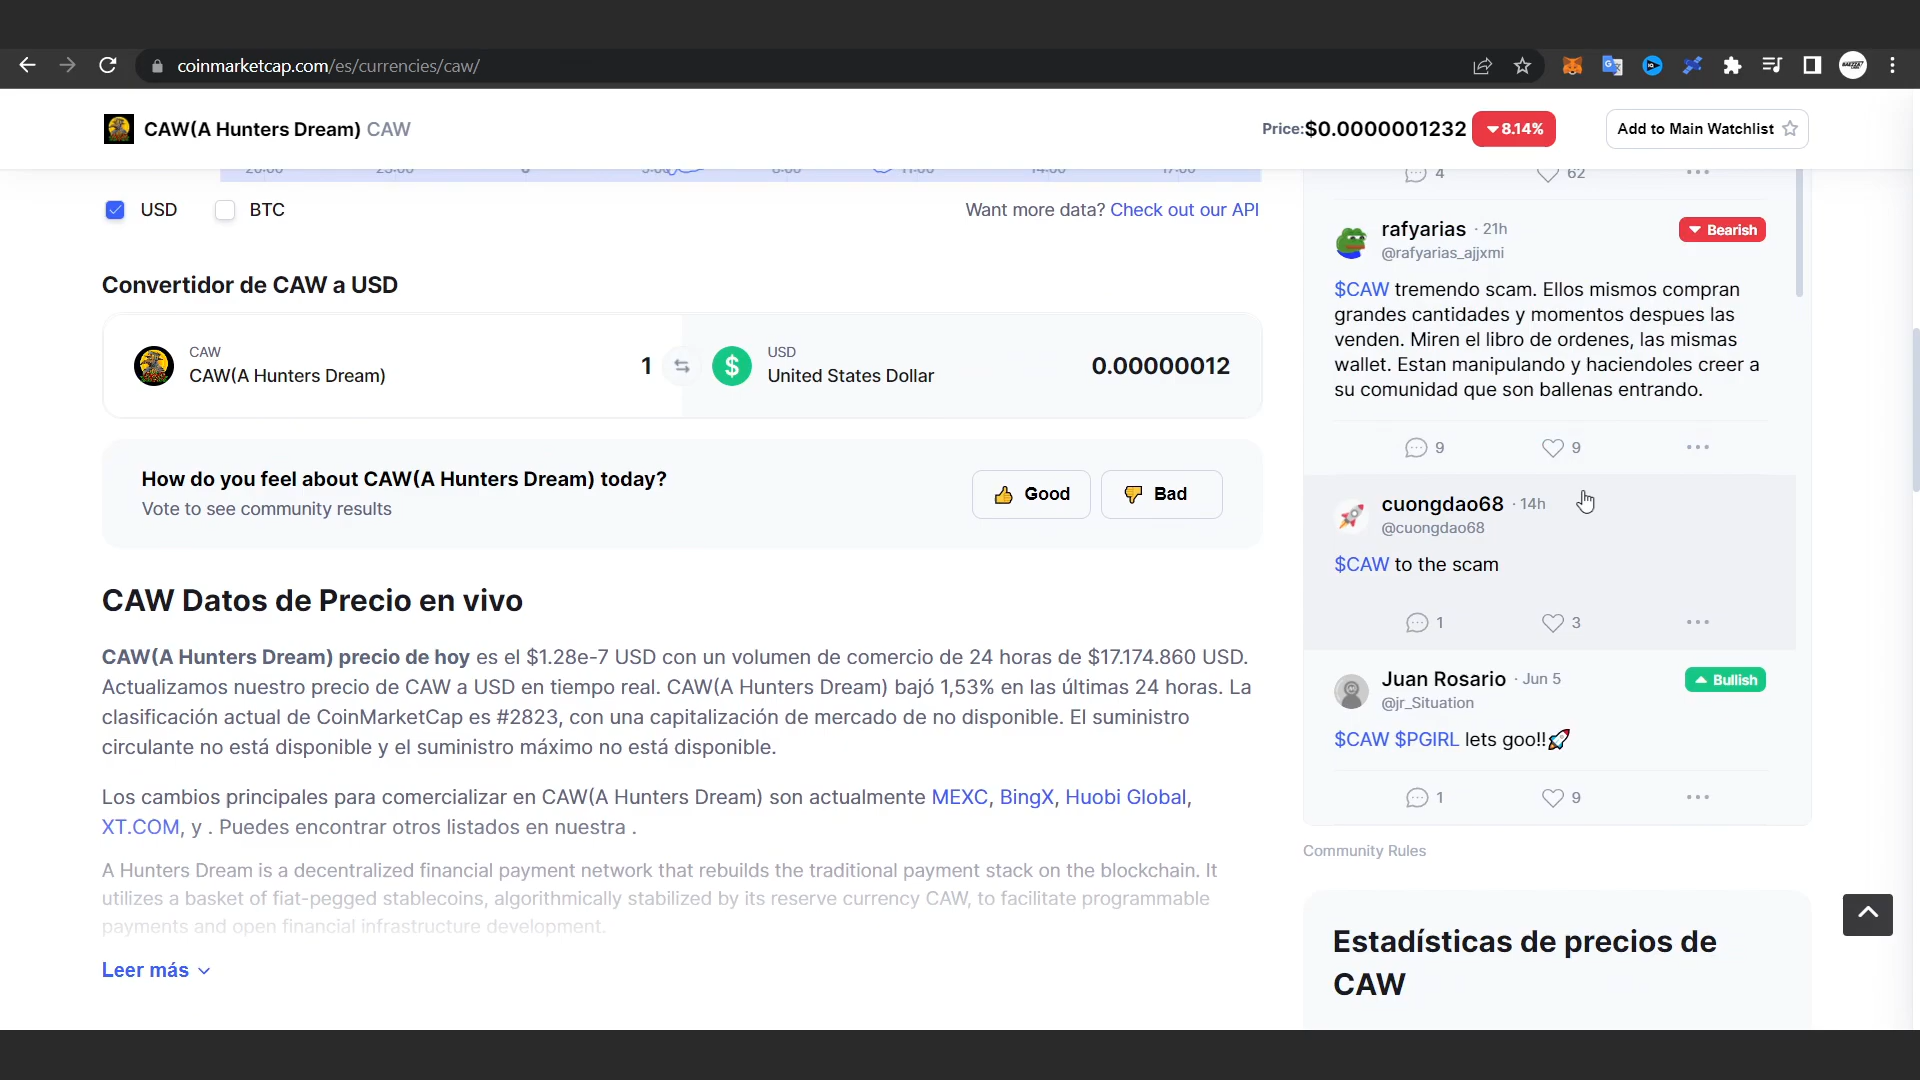 coinmarketcap.com/es/currencies/caw/
CAW(A Hunters Dream) CAW
Price:$0.0000001232
8.14%
Add to Main Watchlist
USD
BTC
Want more data? Check out our API
Convertidor de CAW a USD
CAW
CAW(A Hunters Dream)
1
USD
United States Dollar
0.00000012
How do you feel about CAW(A Hunters Dream) today?
Vote to see community results
Good
Bad
CAW Datos de Precio en vivo
CAW(A Hunters Dream) precio de hoy es el $1.28e-7 USD con un volumen de comercio de 24 horas de $17.174.860 USD.
Actualizamos nuestro precio de CAW a USD en tiempo real. CAW(A Hunters Dream) bajó 1,53% en las últimas 24 horas. La
clasificación actual de CoinMarketCap es #2823, con una capitalización de mercado de no disponible. El suministro
circulante no está disponible y el suministro máximo no está disponible.
Los cambios principales para comercializar en CAW(A Hunters Dream) son actualmente MEXC, BingX, Huobi Global,
XT.COM, y . Puedes encontrar otros listados en nuestra .
A Hunters Dream is a decentralized financial payment network that rebuilds the traditional payment stack on the blockchain. It
utilizes a basket of fiat-pegged stablecoins, algorithmically stabilized by its reserve currency CAW, to facilitate programmable
payments and open financial infrastructure development.
Leer más
4
62
rafyarias · 21h
Bearish
@rafyarias_ajjxmi
$CAW tremendo scam. Ellos mismos compran
grandes cantidades y momentos despues las
venden. Miren el libro de ordenes, las mismas
wallet. Estan manipulando y haciendoles creer a
su comunidad que son ballenas entrando.
9
9
cuongdao68 · 14h
@cuongdao68
$CAW to the scam
1
3
Juan Rosario · Jun 5
Bullish
@jr_Situation
$CAW $PGIRL lets goo!!🚀
1
9
Community Rules
Estadísticas de precios de
CAW